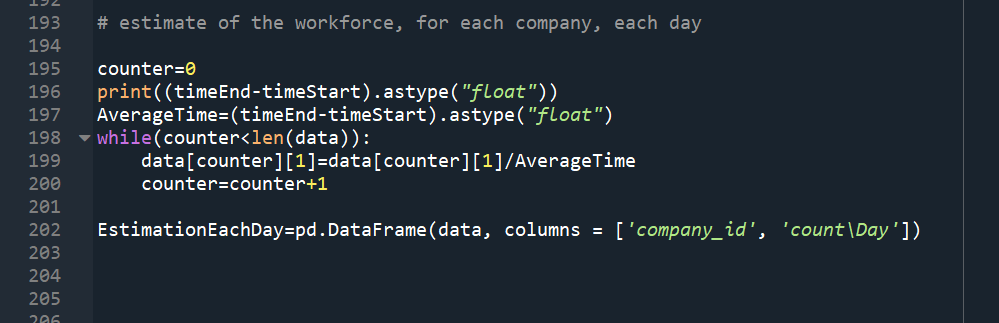 192
193 # estimate of the workforce, for each company, each day
194
195 counter=0
196 print((timeEnd-timeStart).astype("float"))
197 AverageTime=(timeEnd-timeStart).astype("float")
198 while(counter<len(data)):
199     data[counter][1]=data[counter][1]/AverageTime
200     counter=counter+1
201
202 EstimationEachDay=pd.DataFrame(data, columns = ['company_id', 'count\Day'])
203
204
205
206